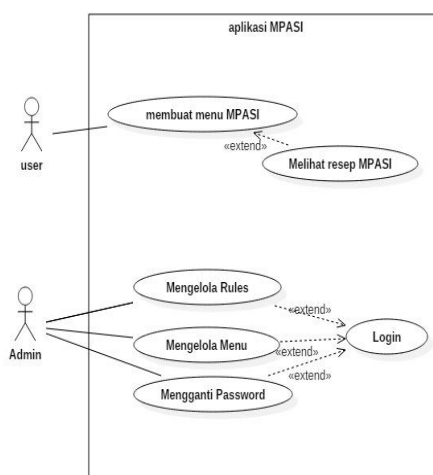 aplikasi MPASI
membuat menu MPASI
«extend»
Melihat resep MPASI
user
Mengelola Rules
«extend»
Login
Mengelola Menu
«extend»
Admin
«extend»
Mengganti Password